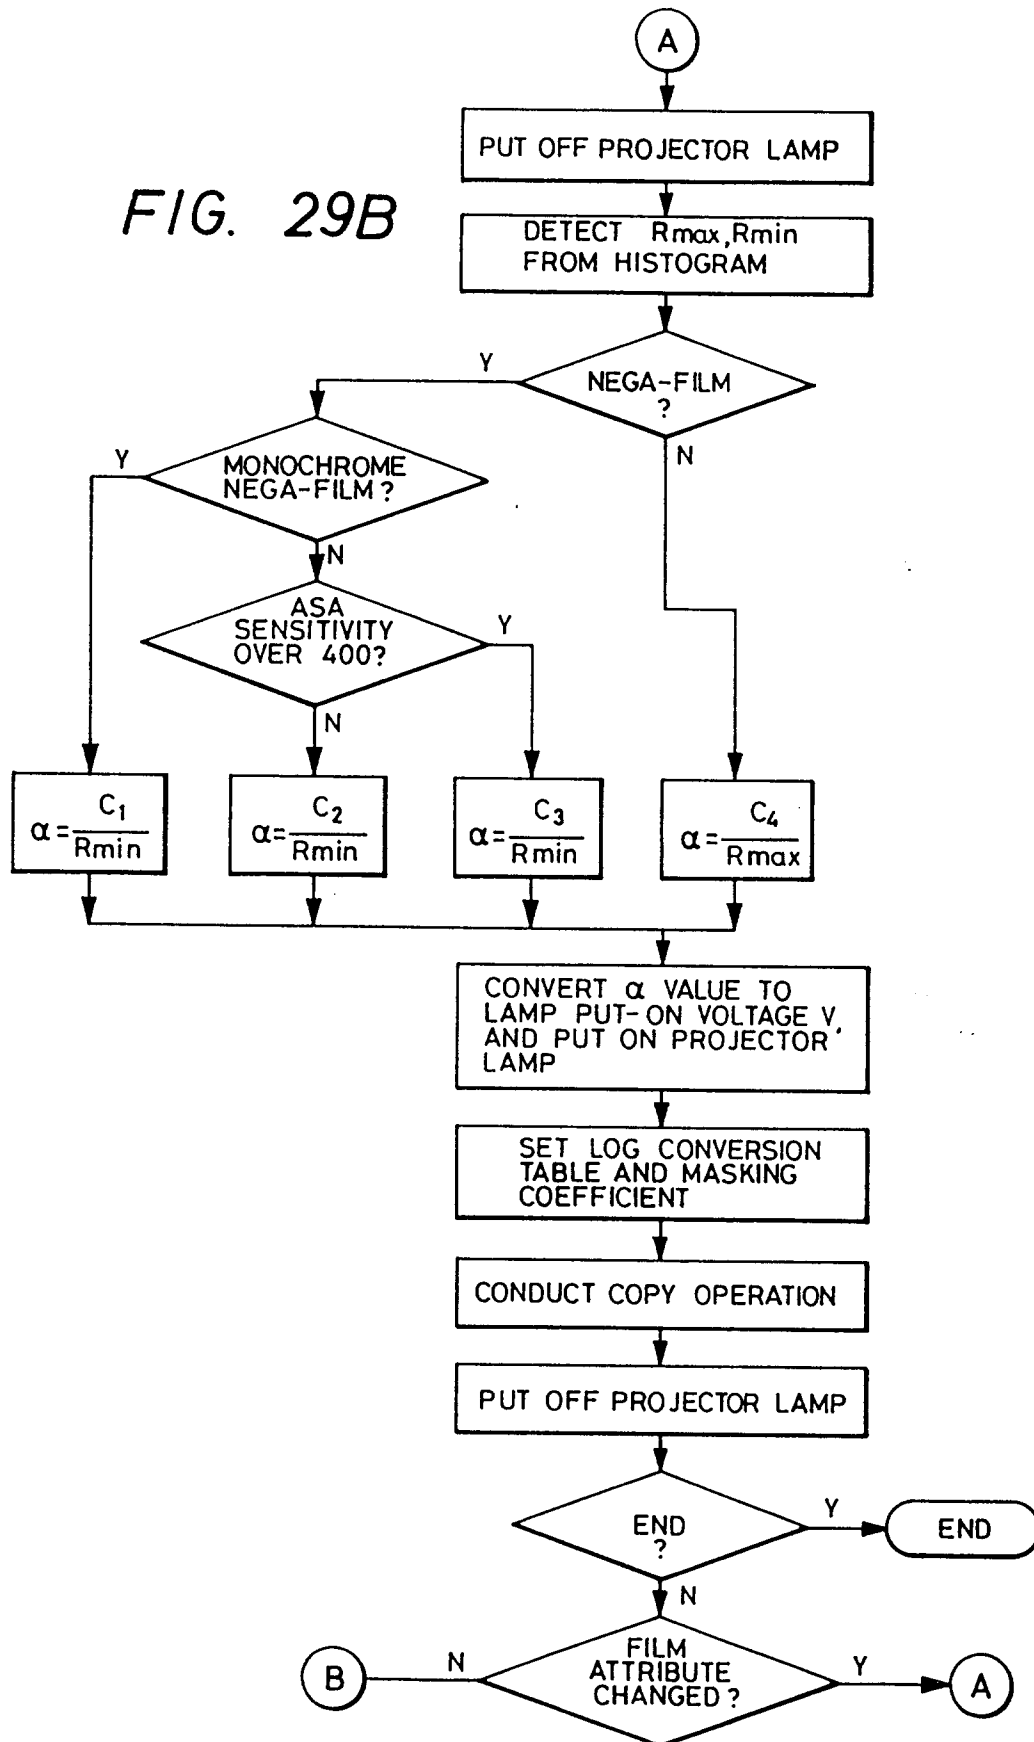 A
PUT OFF PROJECTOR LAMP
FIG. 29B
DETECT Rmax,Rmin
FROM HISTOGRAM
NEGA-FILM
?
Y
N
MONOCHROME
NEGA-FILM?
Y
N
ASA
SENSITIVITY
OVER 400?
Y
N
α=C1/Rmin
α=C2/Rmin
α=C3/Rmin
α=C4/Rmax
CONVERT α VALUE TO
LAMP PUT-ON VOLTAGE V,
AND PUT ON PROJECTOR
LAMP
SET LOG CONVERSION
TABLE AND MASKING
COEFFICIENT
CONDUCT COPY OPERATION
PUT OFF PROJECTOR LAMP
END
?
Y
END
N
FILM
ATTRIBUTE
CHANGED?
N
B
Y
A